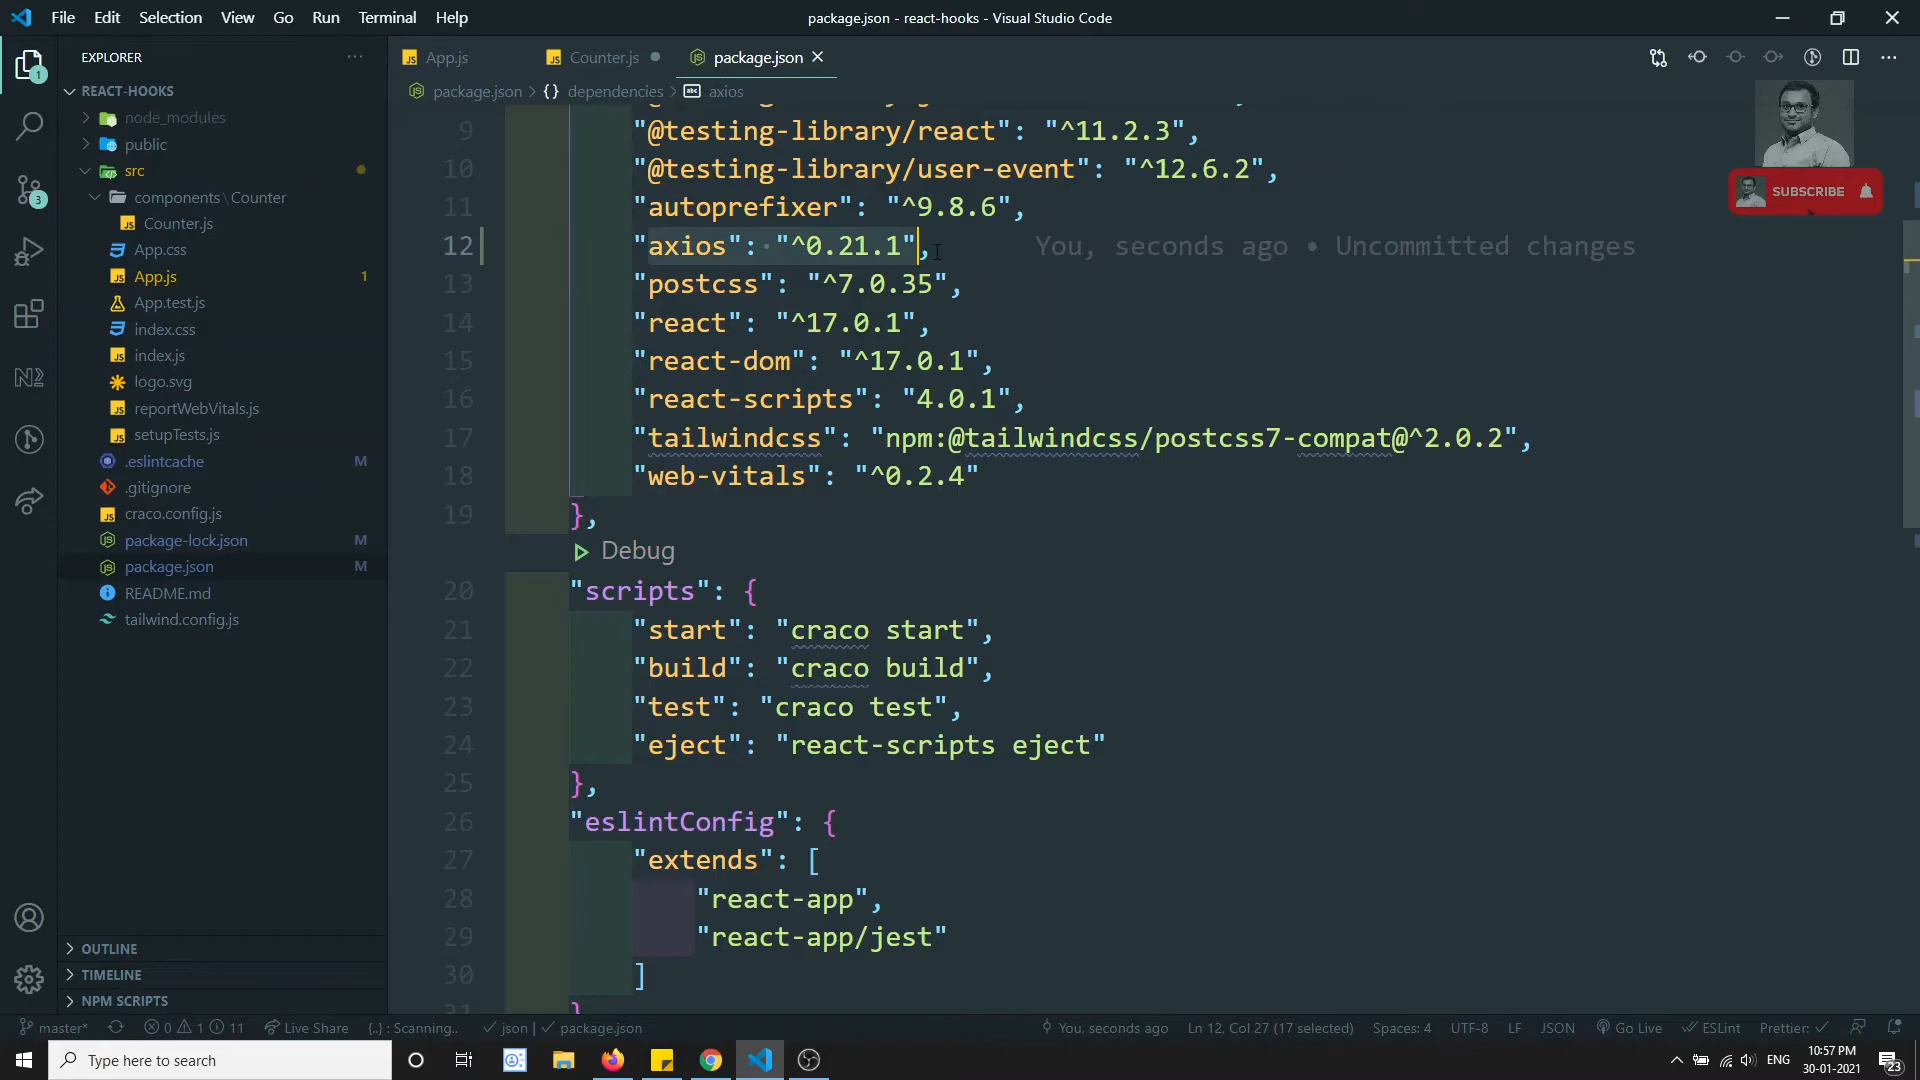 File Edit Selection View Go Run Terminal Help
package.json - react-hooks - Visual Studio Code
EXPLORER
App.js
Counter.js
package.json
package.json
dependencies
axios
REACT-HOOKS
node_modules
public
src
components\Counter
Counter.js
App.css
App.js 1
App.test.js
index.css
index.js
logo.svg
reportWebVitals.js
setupTests.js
.eslintcache M
.gitignore
craco.config.js
package-lock.json M
package.json M
README.md
tailwind.config.js
OUTLINE
TIMELINE
NPM SCRIPTS
1
3
9 "@testing-library/react": "^11.2.3",
10 "@testing-library/user-event": "^12.6.2",
11 "autoprefixer": "^9.8.6",
12 "axios": "^0.21.1", You, seconds ago • Uncommitted changes
13 "postcss": "^7.0.35",
14 "react": "^17.0.1",
15 "react-dom": "^17.0.1",
16 "react-scripts": "4.0.1",
17 "tailwindcss": "npm:@tailwindcss/postcss7-compat@^2.0.2",
18 "web-vitals": "^0.2.4"
19 },
Debug
20 "scripts": {
21 "start": "craco start",
22 "build": "craco build",
23 "test": "craco test",
24 "eject": "react-scripts eject"
25 },
26 "eslintConfig": {
27 "extends": [
28 "react-app",
29 "react-app/jest"
30 ]
31 }
SUBSCRIBE
master* 0 1 11 Live Share {..} : Scanning.. json | package.json You, seconds ago Ln 12, Col 27 (17 selected) Spaces: 4 UTF-8 LF JSON Go Live ESLint Prettier:
Type here to search
ENG
10:57 PM
30-01-2021
23